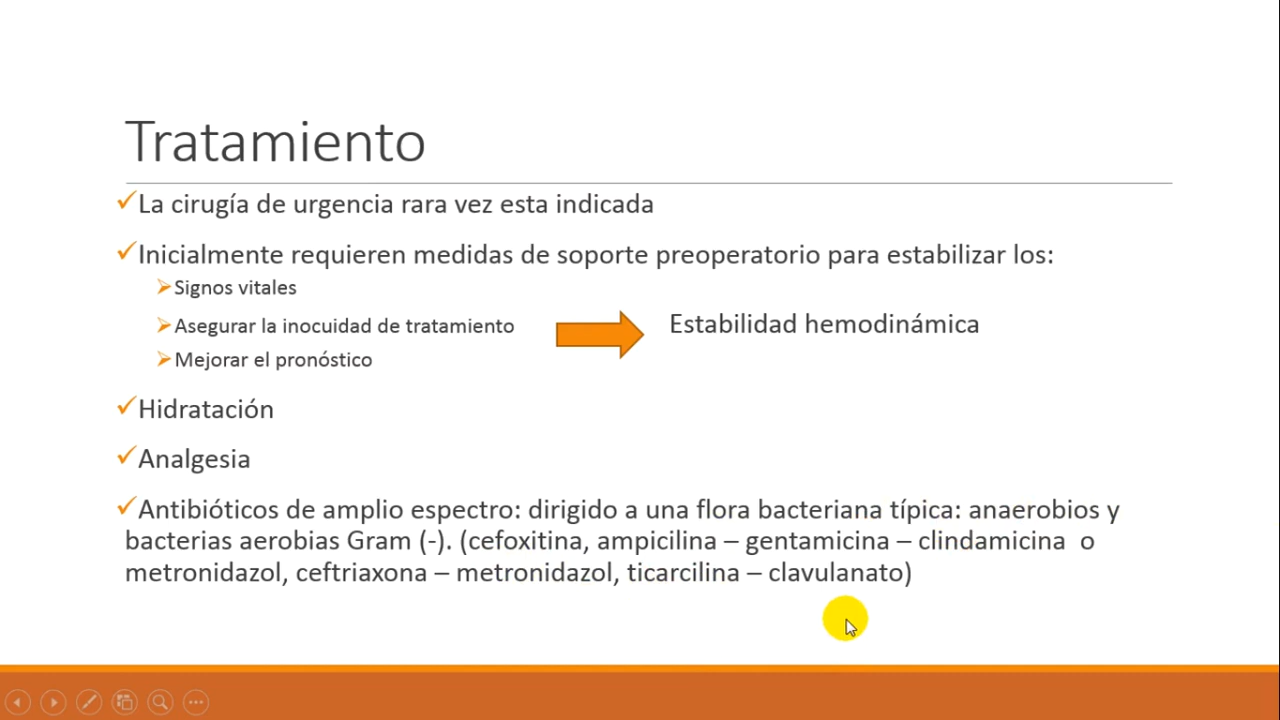 Tratamiento
La cirugía de urgencia rara vez esta indicada
Inicialmente requieren medidas de soporte preoperatorio para estabilizar los:
Signos vitales
Asegurar la inocuidad de tratamiento
Estabilidad hemodinámica
Mejorar el pronóstico
Hidratación
Analgesia
Antibióticos de amplio espectro: dirigido a una flora bacteriana típica: anaerobios y
bacterias aerobias Gram (-). (cefoxitina, ampicilina – gentamicina – clindamicina o
metronidazol, ceftriaxona – metronidazol, ticarcilina – clavulanato)